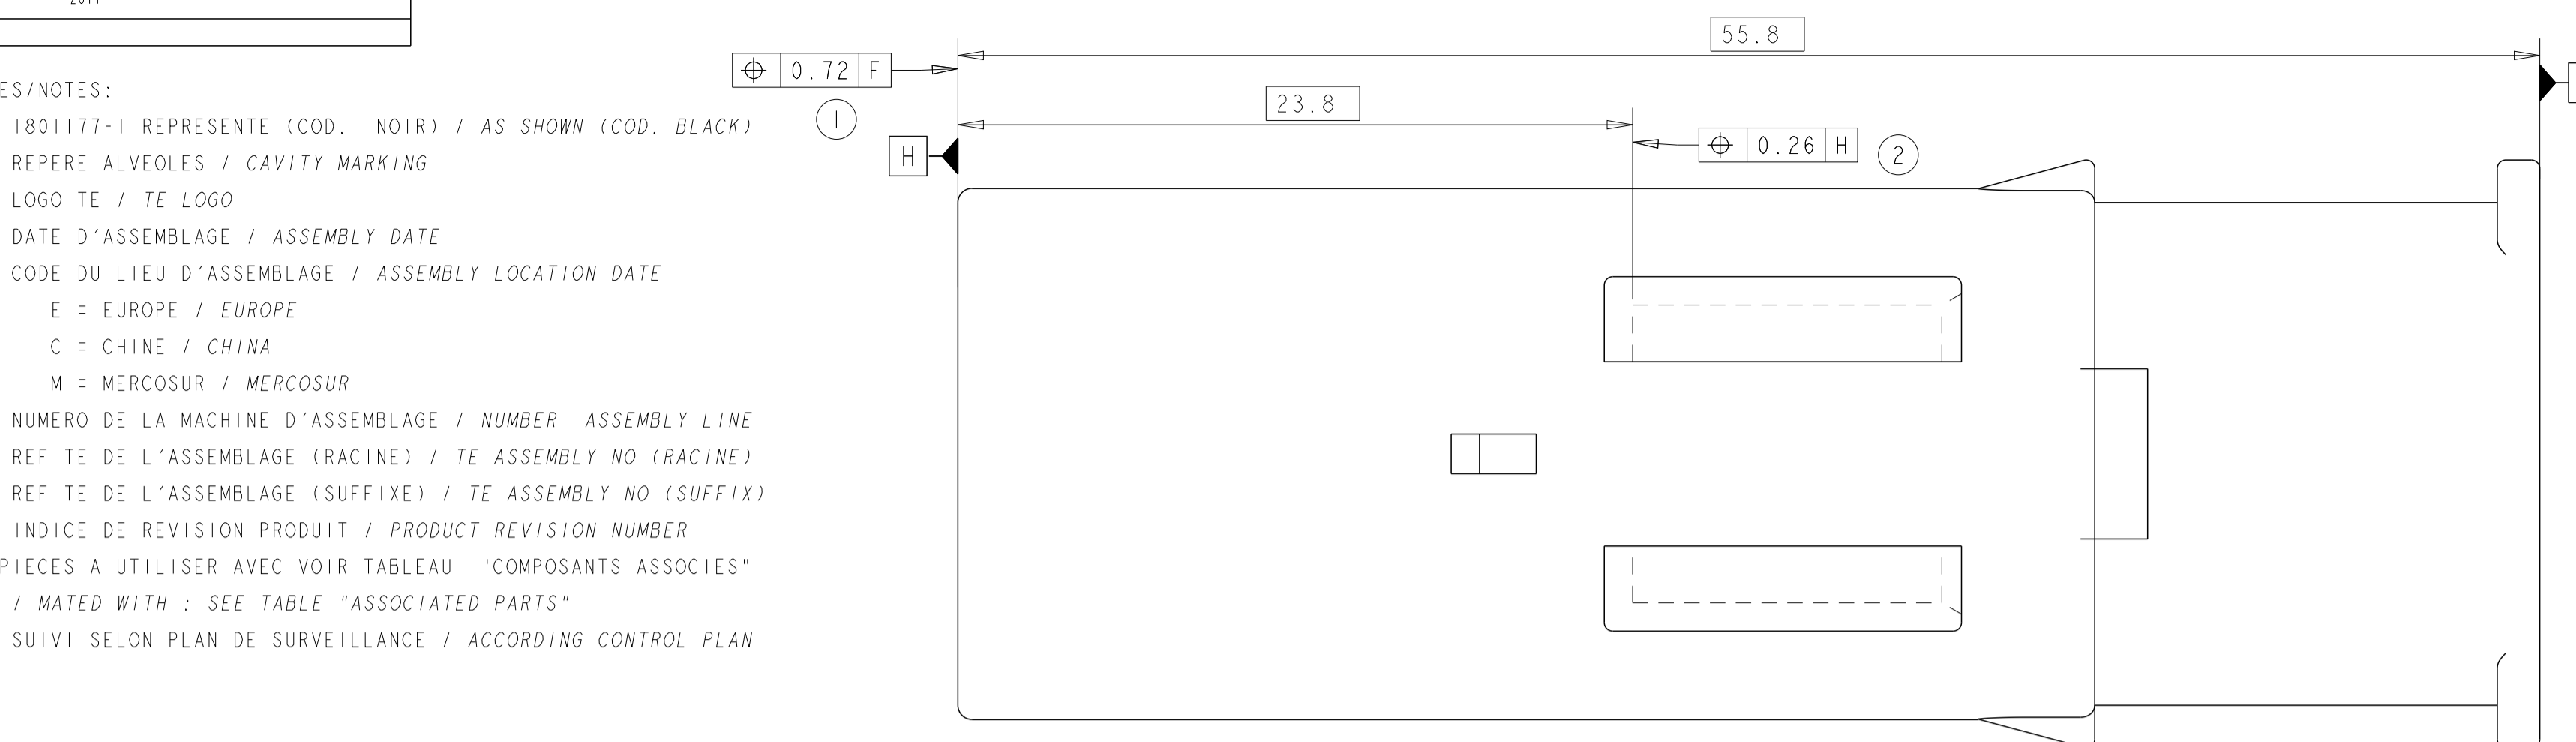 55.8
0.72 F
1
23.8
H
0.26 H
2
ES/NOTES:
1801177-1 REPRESENTE (COD. NOIR) / AS SHOWN (COD. BLACK)
REPERE ALVEOLES / CAVITY MARKING
LOGO TE / TE LOGO
DATE D'ASSEMBLAGE / ASSEMBLY DATE
CODE DU LIEU D'ASSEMBLAGE / ASSEMBLY LOCATION DATE
E = EUROPE / EUROPE
C = CHINE / CHINA
M = MERCOSUR / MERCOSUR
NUMERO DE LA MACHINE D'ASSEMBLAGE / NUMBER ASSEMBLY LINE
REF TE DE L'ASSEMBLAGE (RACINE) / TE ASSEMBLY NO (RACINE)
REF TE DE L'ASSEMBLAGE (SUFFIXE) / TE ASSEMBLY NO (SUFFIX)
INDICE DE REVISION PRODUIT / PRODUCT REVISION NUMBER
PIECES A UTILISER AVEC VOIR TABLEAU "COMPOSANTS ASSOCIES"
/ MATED WITH : SEE TABLE "ASSOCIATED PARTS"
SUIVI SELON PLAN DE SURVEILLANCE / ACCORDING CONTROL PLAN